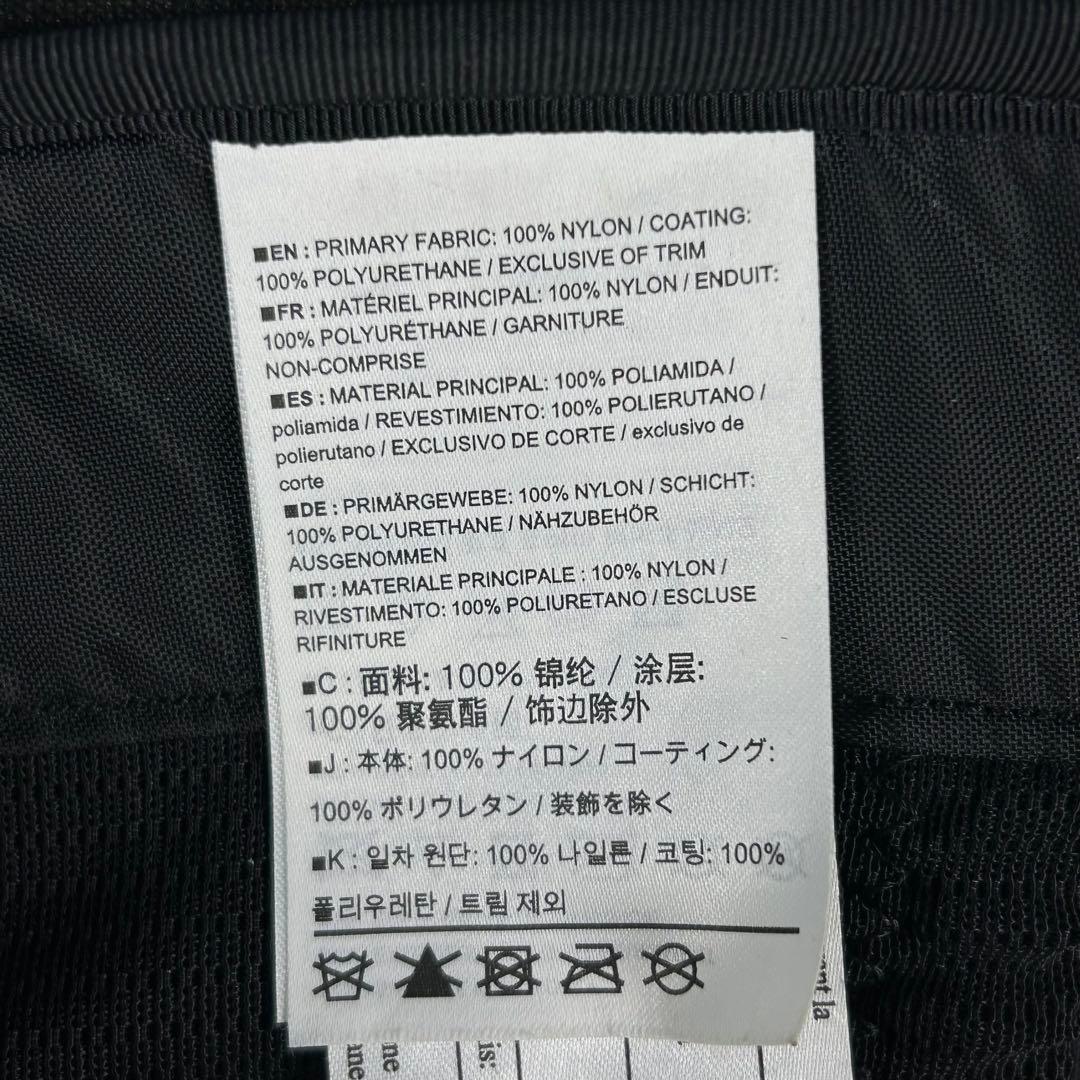 ■EN : PRIMARY FABRIC: 100% NYLON / COATING:
100% POLYURETHANE / EXCLUSIVE OF TRIM
■FR : MATÉRIEL PRINCIPAL: 100% NYLON / ENDUIT:
100% POLYURÉTHANE / GARNITURE
NON-COMPRISE
■ES : MATERIAL PRINCIPAL: 100% POLIAMIDA /
poliamida / REVESTIMIENTO: 100% POLIERUTANO /
polierutano / EXCLUSIVO DE CORTE / exclusivo de
corte
■DE : PRIMÄRGEWEBE: 100% NYLON / SCHICHT:
100% POLYURETHANE / NÄHZUBEHÖR
AUSGENOMMEN
■IT : MATERIALE PRINCIPALE : 100% NYLON /
RIVESTIMENTO: 100% POLIURETANO / ESCLUSE
RIFINITURE
■C : 面料: 100% 锦纶 / 涂层:
100% 聚氨酯 / 饰边除外
■J : 本体: 100% ナイロン / コーティング:
100% ポリウレタン / 装飾を除く
■K : 일차 원단: 100% 나일론 / 코팅: 100%
폴리우레탄 / 트림 제외